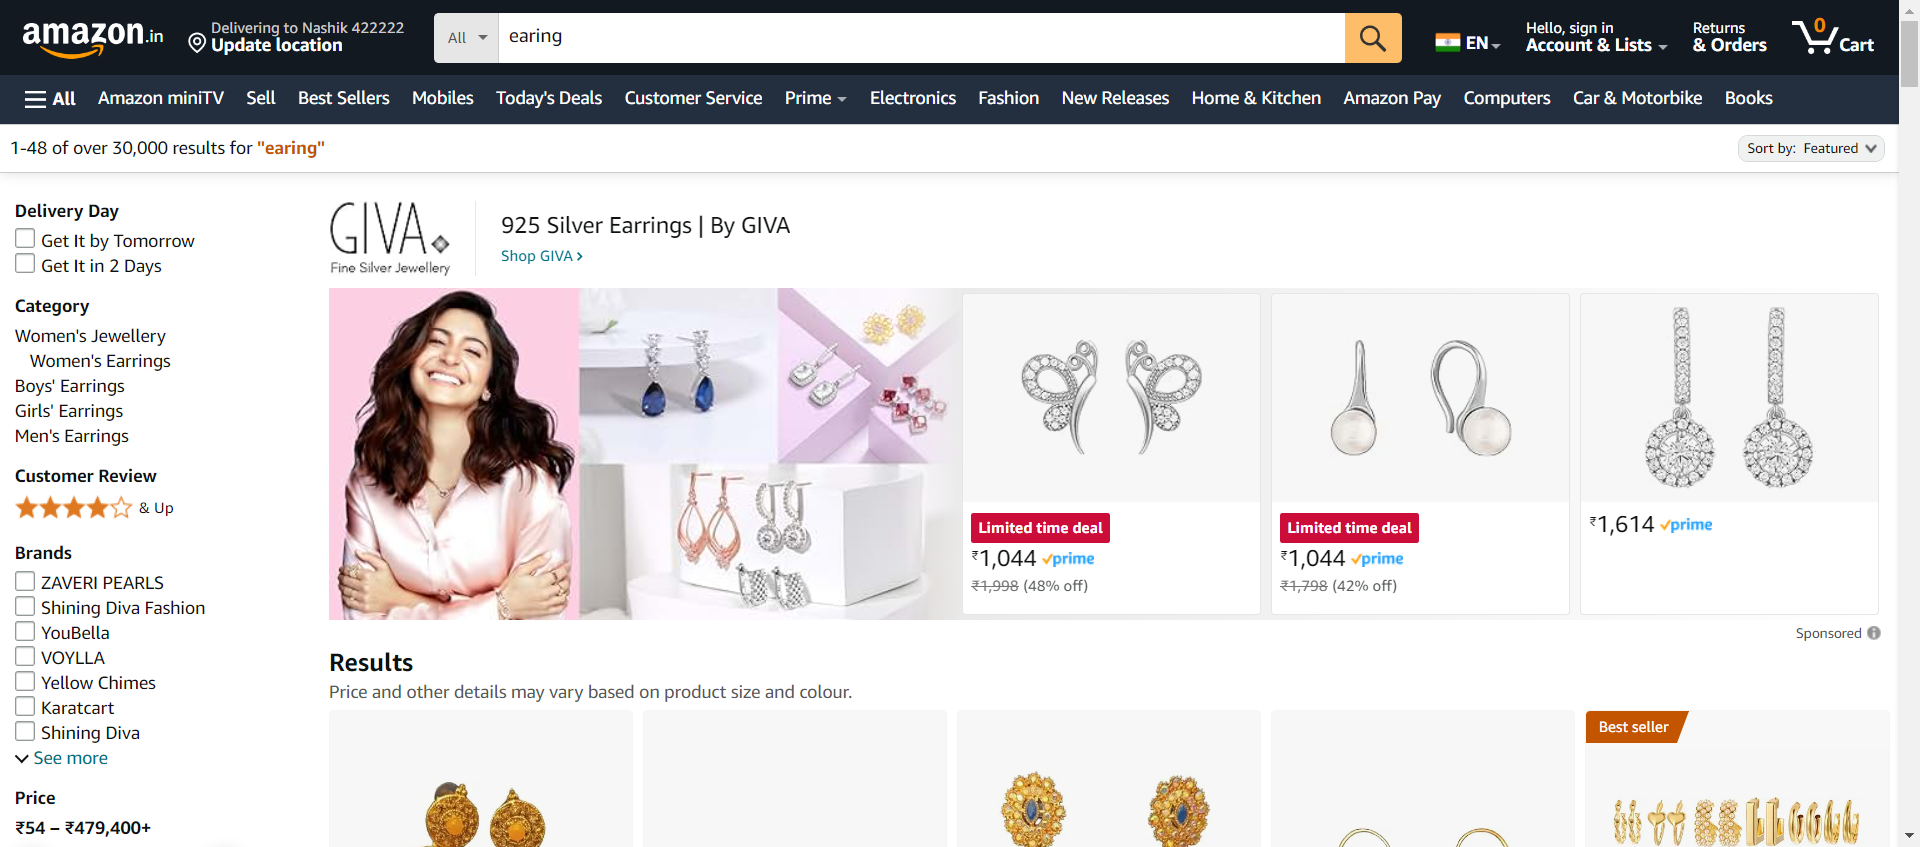 amazon.in
Delivering to Nashik 422222
Update location
All
earing
EN
Hello, sign in
Account & Lists
Returns
& Orders
0
Cart
All
Amazon miniTV
Sell
Best Sellers
Mobiles
Today's Deals
Customer Service
Prime
Electronics
Fashion
New Releases
Home & Kitchen
Amazon Pay
Computers
Car & Motorbike
Books
1-48 of over 30,000 results for "earing"
Sort by: Featured
Delivery Day
Get It by Tomorrow
Get It in 2 Days
Category
Women's Jewellery
Women's Earrings
Boys' Earrings
Girls' Earrings
Men's Earrings
Customer Review
& Up
Brands
ZAVERI PEARLS
Shining Diva Fashion
YouBella
VOYLLA
Yellow Chimes
Karatcart
Shining Diva
See more
Price
₹54 – ₹479,400+
GIVA
Fine Silver Jewellery
925 Silver Earrings | By GIVA
Shop GIVA ›
Limited time deal
₹1,044 prime
₹1,998 (48% off)
Limited time deal
₹1,044 prime
₹1,798 (42% off)
₹1,614 prime
Sponsored
Results
Price and other details may vary based on product size and colour.
Best seller